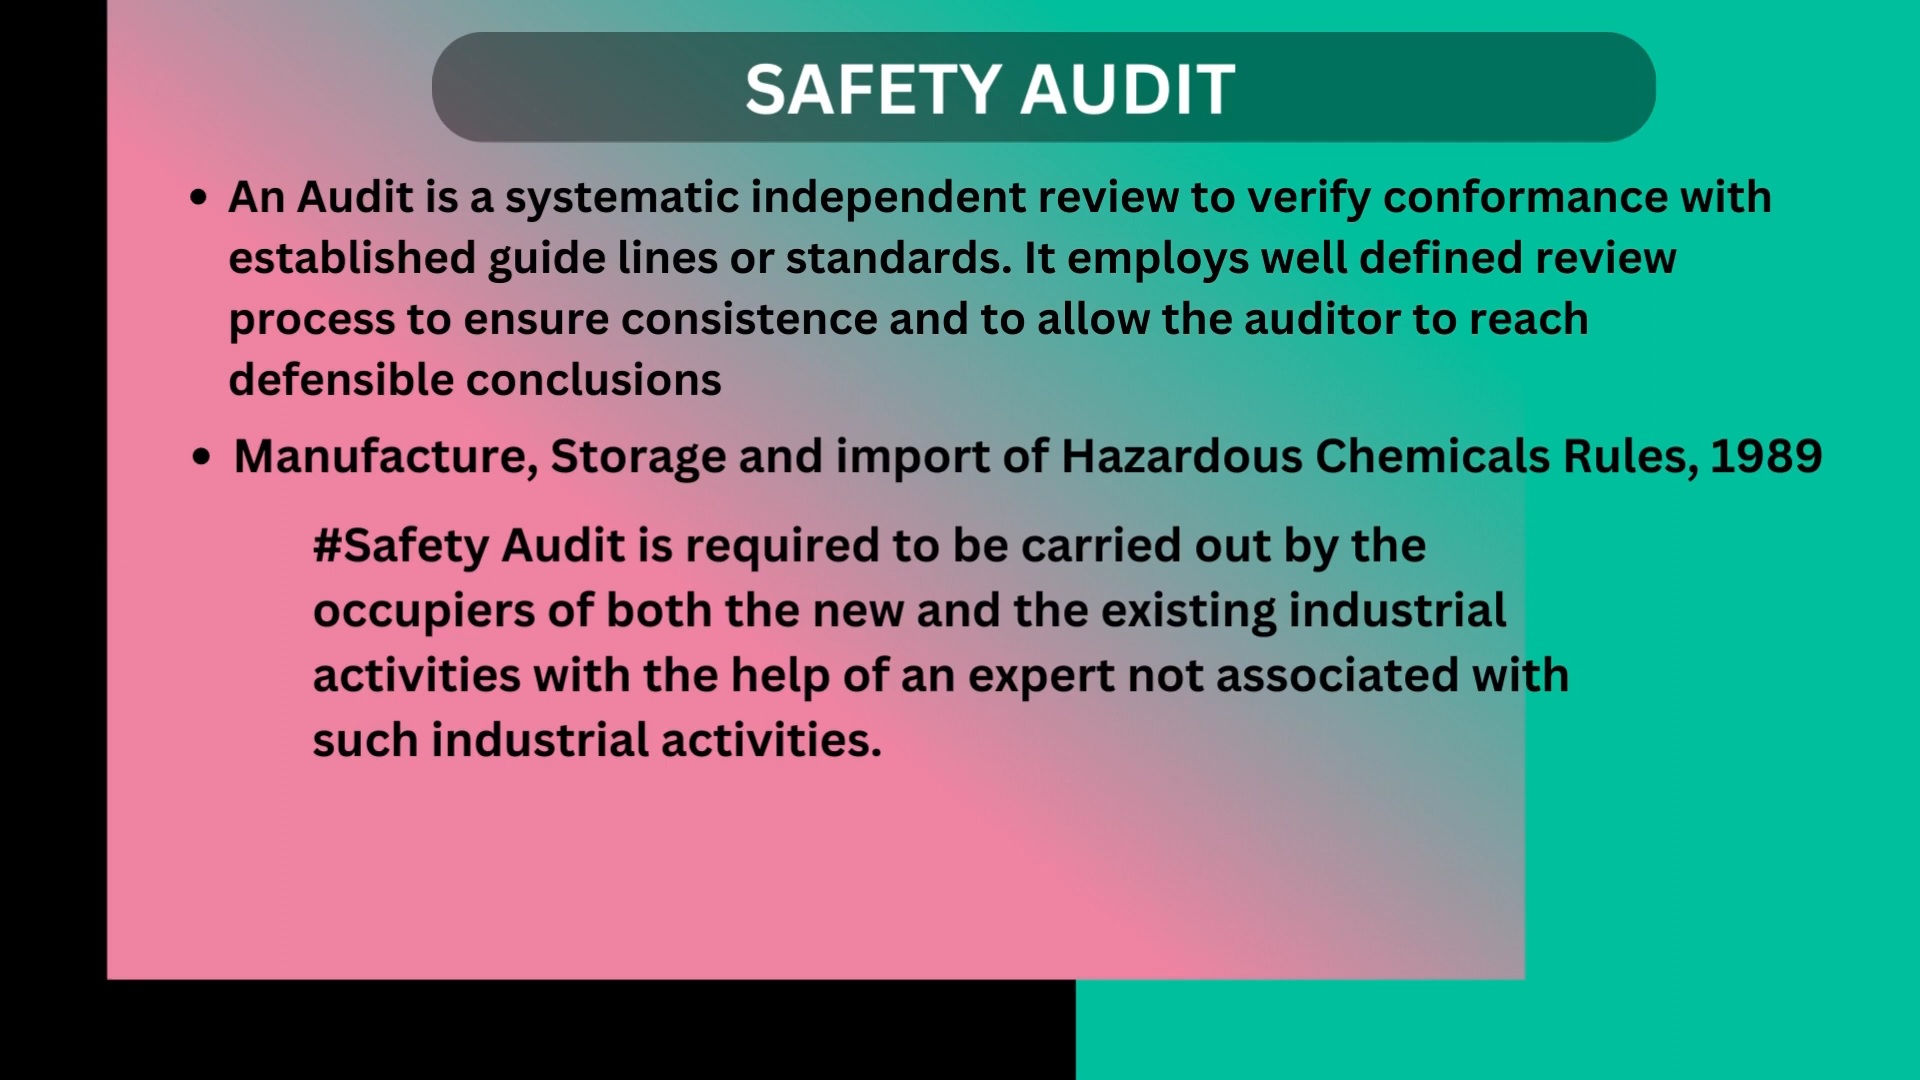 SAFETY AUDIT
• An Audit is a systematic independent review to verify conformance with
established guide lines or standards. It employs well defined review
process to ensure consistence and to allow the auditor to reach
defensible conclusions
• Manufacture, Storage and import of Hazardous Chemicals Rules, 1989
#Safety Audit is required to be carried out by the
occupiers of both the new and the existing industrial
activities with the help of an expert not associated with
such industrial activities.